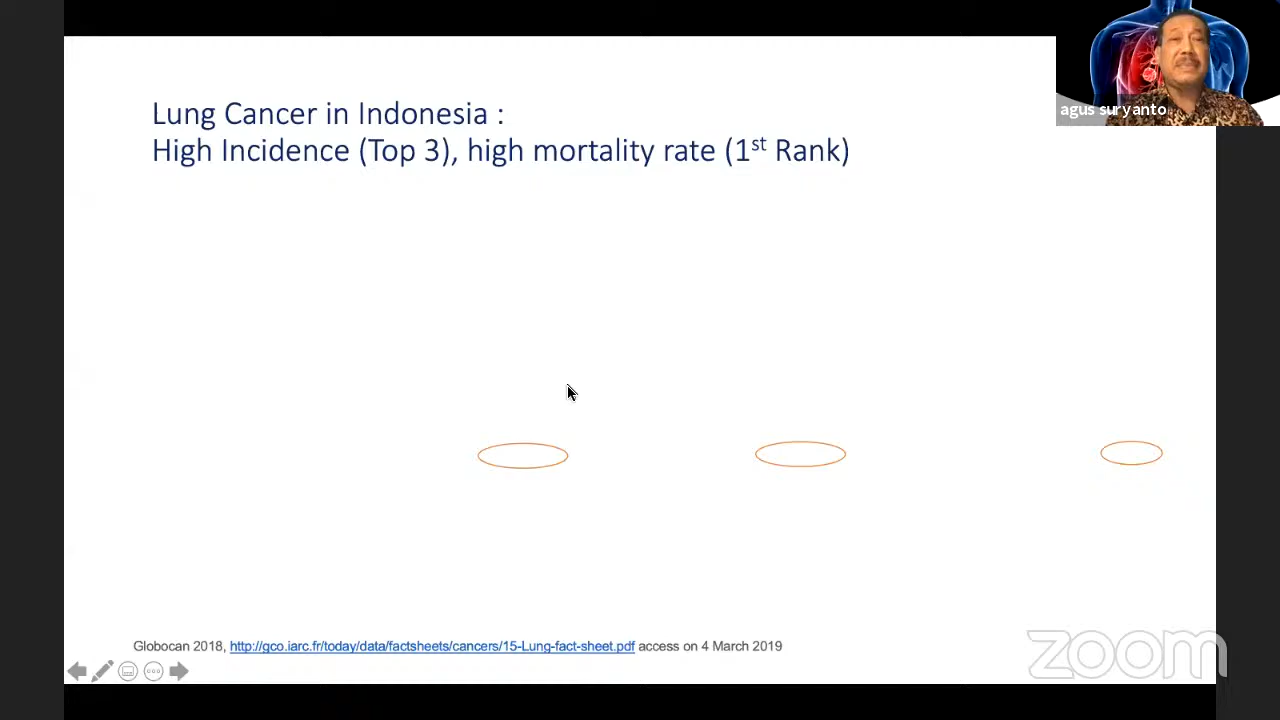 agus suryanto
Lung Cancer in Indonesia :
High Incidence (Top 3), high mortality rate (1st Rank)
Globocan 2018, http://gco.iarc.fr/today/data/factsheets/cancers/15-Lung-fact-sheet.pdf access on 4 March 2019
zoom